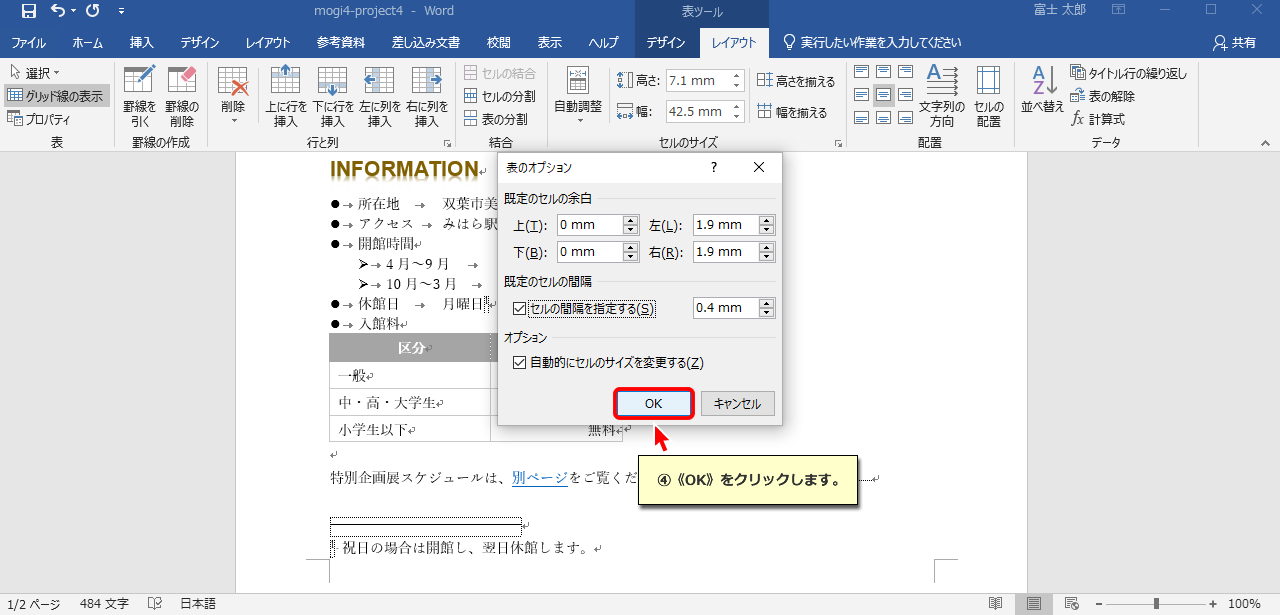 mogi4-project4 - Word
表ツール
富士 太郎
ファイル ホーム 挿入 デザイン レイアウト 参考資料 差し込み文書 校閲 表示 ヘルプ デザイン レイアウト 実行したい作業を入力してください 共有
選択
グリッド線の表示
プロパティ
表
罫線を引く
罫線の削除
罫線の作成
削除
上に行を挿入
下に行を挿入
左に列を挿入
右に列を挿入
行と列
セルの結合
セルの分割
表の分割
結合
自動調整
高さ: 7.1 mm
幅: 42.5 mm
高さを揃える
幅を揃える
セルのサイズ
文字列の方向
セルの配置
配置
並べ替え
タイトル行の繰り返し
表の解除
fx 計算式
データ
INFORMATION
●→所在地 → 双葉市美
●→アクセス → みはら駅
●→開館時間
➢→4月～9月 →
➢→10月～3月 →
●→休館日 → 月曜日
●→入館料
区分
一般
中・高・大学生
小学生以下 無料
特別企画展スケジュールは、別ページをご覧くだ
祝日の場合は開館し、翌日休館します。
表のオプション ?
既定のセルの余白
上(T): 0 mm 左(L): 1.9 mm
下(B): 0 mm 右(R): 1.9 mm
既定のセルの間隔
セルの間隔を指定する(S) 0.4 mm
オプション
自動的にセルのサイズを変更する(Z)
OK キャンセル
④《OK》をクリックします。
1/2 ページ 484 文字 日本語 100%